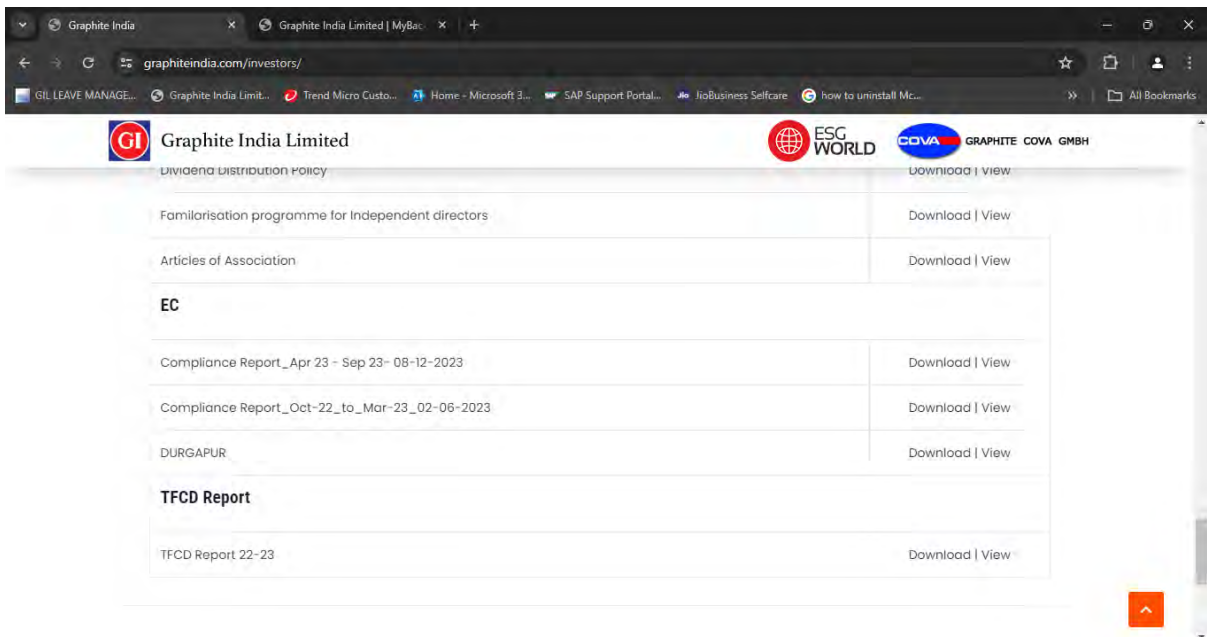 Graphite India
Graphite India Limited | MyBac
graphiteindia.com/investors/
GIL LEAVE MANAGE... Graphite India Limit... Trend Micro Custo... Home - Microsoft 3... SAP Support Portal... JioBusiness Selfcare how to uninstall Mc... » All Bookmarks
GI Graphite India Limited ESG WORLD COVA GRAPHITE COVA GMBH
Dividend Distribution Policy Download | View
Familarisation programme for Independent directors Download | View
Articles of Association Download | View
EC
Compliance Report_Apr 23 - Sep 23- 08-12-2023 Download | View
Compliance Report_Oct-22_to_Mar-23_02-06-2023 Download | View
DURGAPUR Download | View
TFCD Report
TFCD Report 22-23 Download | View